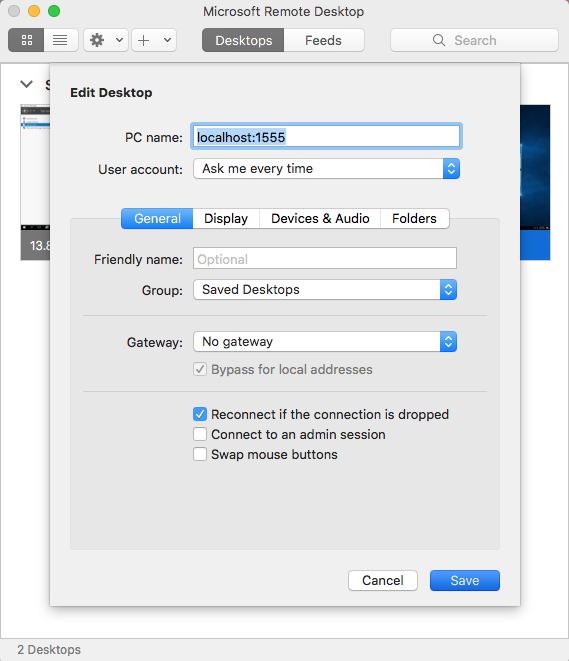 Microsoft Remote Desktop
Desktops Feeds Search
Edit Desktop
PC name: localhost:1555
User account: Ask me every time
General Display Devices & Audio Folders
13.8
Friendly name: Optional
Group: Saved Desktops
Gateway: No gateway
Bypass for local addresses
Reconnect if the connection is dropped
Connect to an admin session
Swap mouse buttons
Cancel Save
2 Desktops